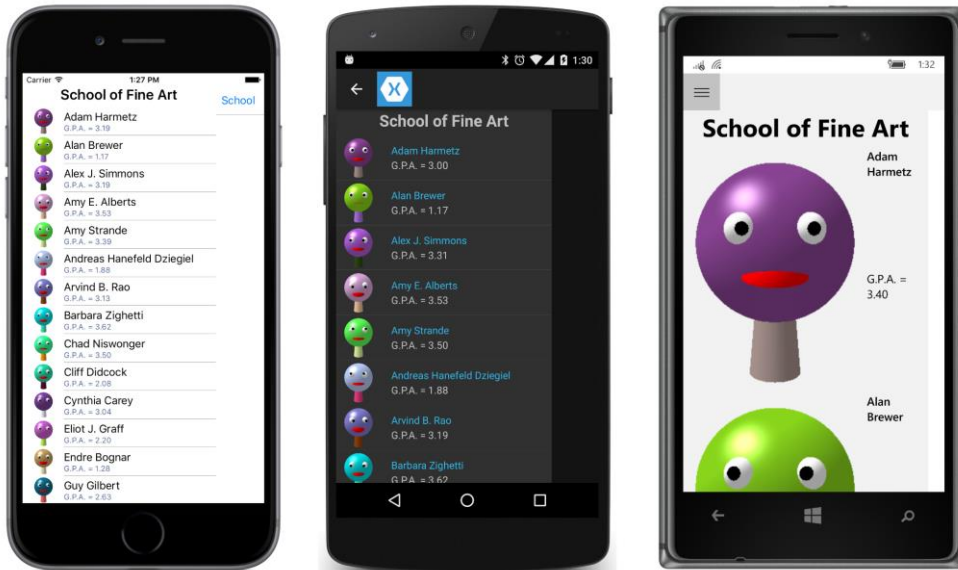 Carrier
1:27 PM
School of Fine Art
School
Adam Harmetz
G.P.A. = 3.19
Alan Brewer
G.P.A. = 1.17
Alex J. Simmons
G.P.A. = 3.19
Amy E. Alberts
G.P.A. = 3.53
Amy Strande
G.P.A. = 3.39
Andreas Hanefeld Dziegiel
G.P.A. = 1.88
Arvind B. Rao
G.P.A. = 3.13
Barbara Zighetti
G.P.A. = 3.62
Chad Niswonger
G.P.A. = 3.50
Cliff Didcock
G.P.A. = 2.08
Cynthia Carey
G.P.A. = 3.04
Eliot J. Graff
G.P.A. = 2.20
Endre Bognar
G.P.A. = 1.28
Guy Gilbert
G.P.A. = 2.63
1:30
School of Fine Art
Adam Harmetz
G.P.A. = 3.00
Alan Brewer
G.P.A. = 1.17
Alex J. Simmons
G.P.A. = 3.31
Amy E. Alberts
G.P.A. = 3.53
Amy Strande
G.P.A. = 3.50
Andreas Hanefeld Dziegiel
G.P.A. = 1.88
Arvind B. Rao
G.P.A. = 3.19
Barbara Zighetti
G.P.A. = 3.62
1:32
School of Fine Art
Adam
Harmetz
G.P.A. =
3.40
Alan
Brewer